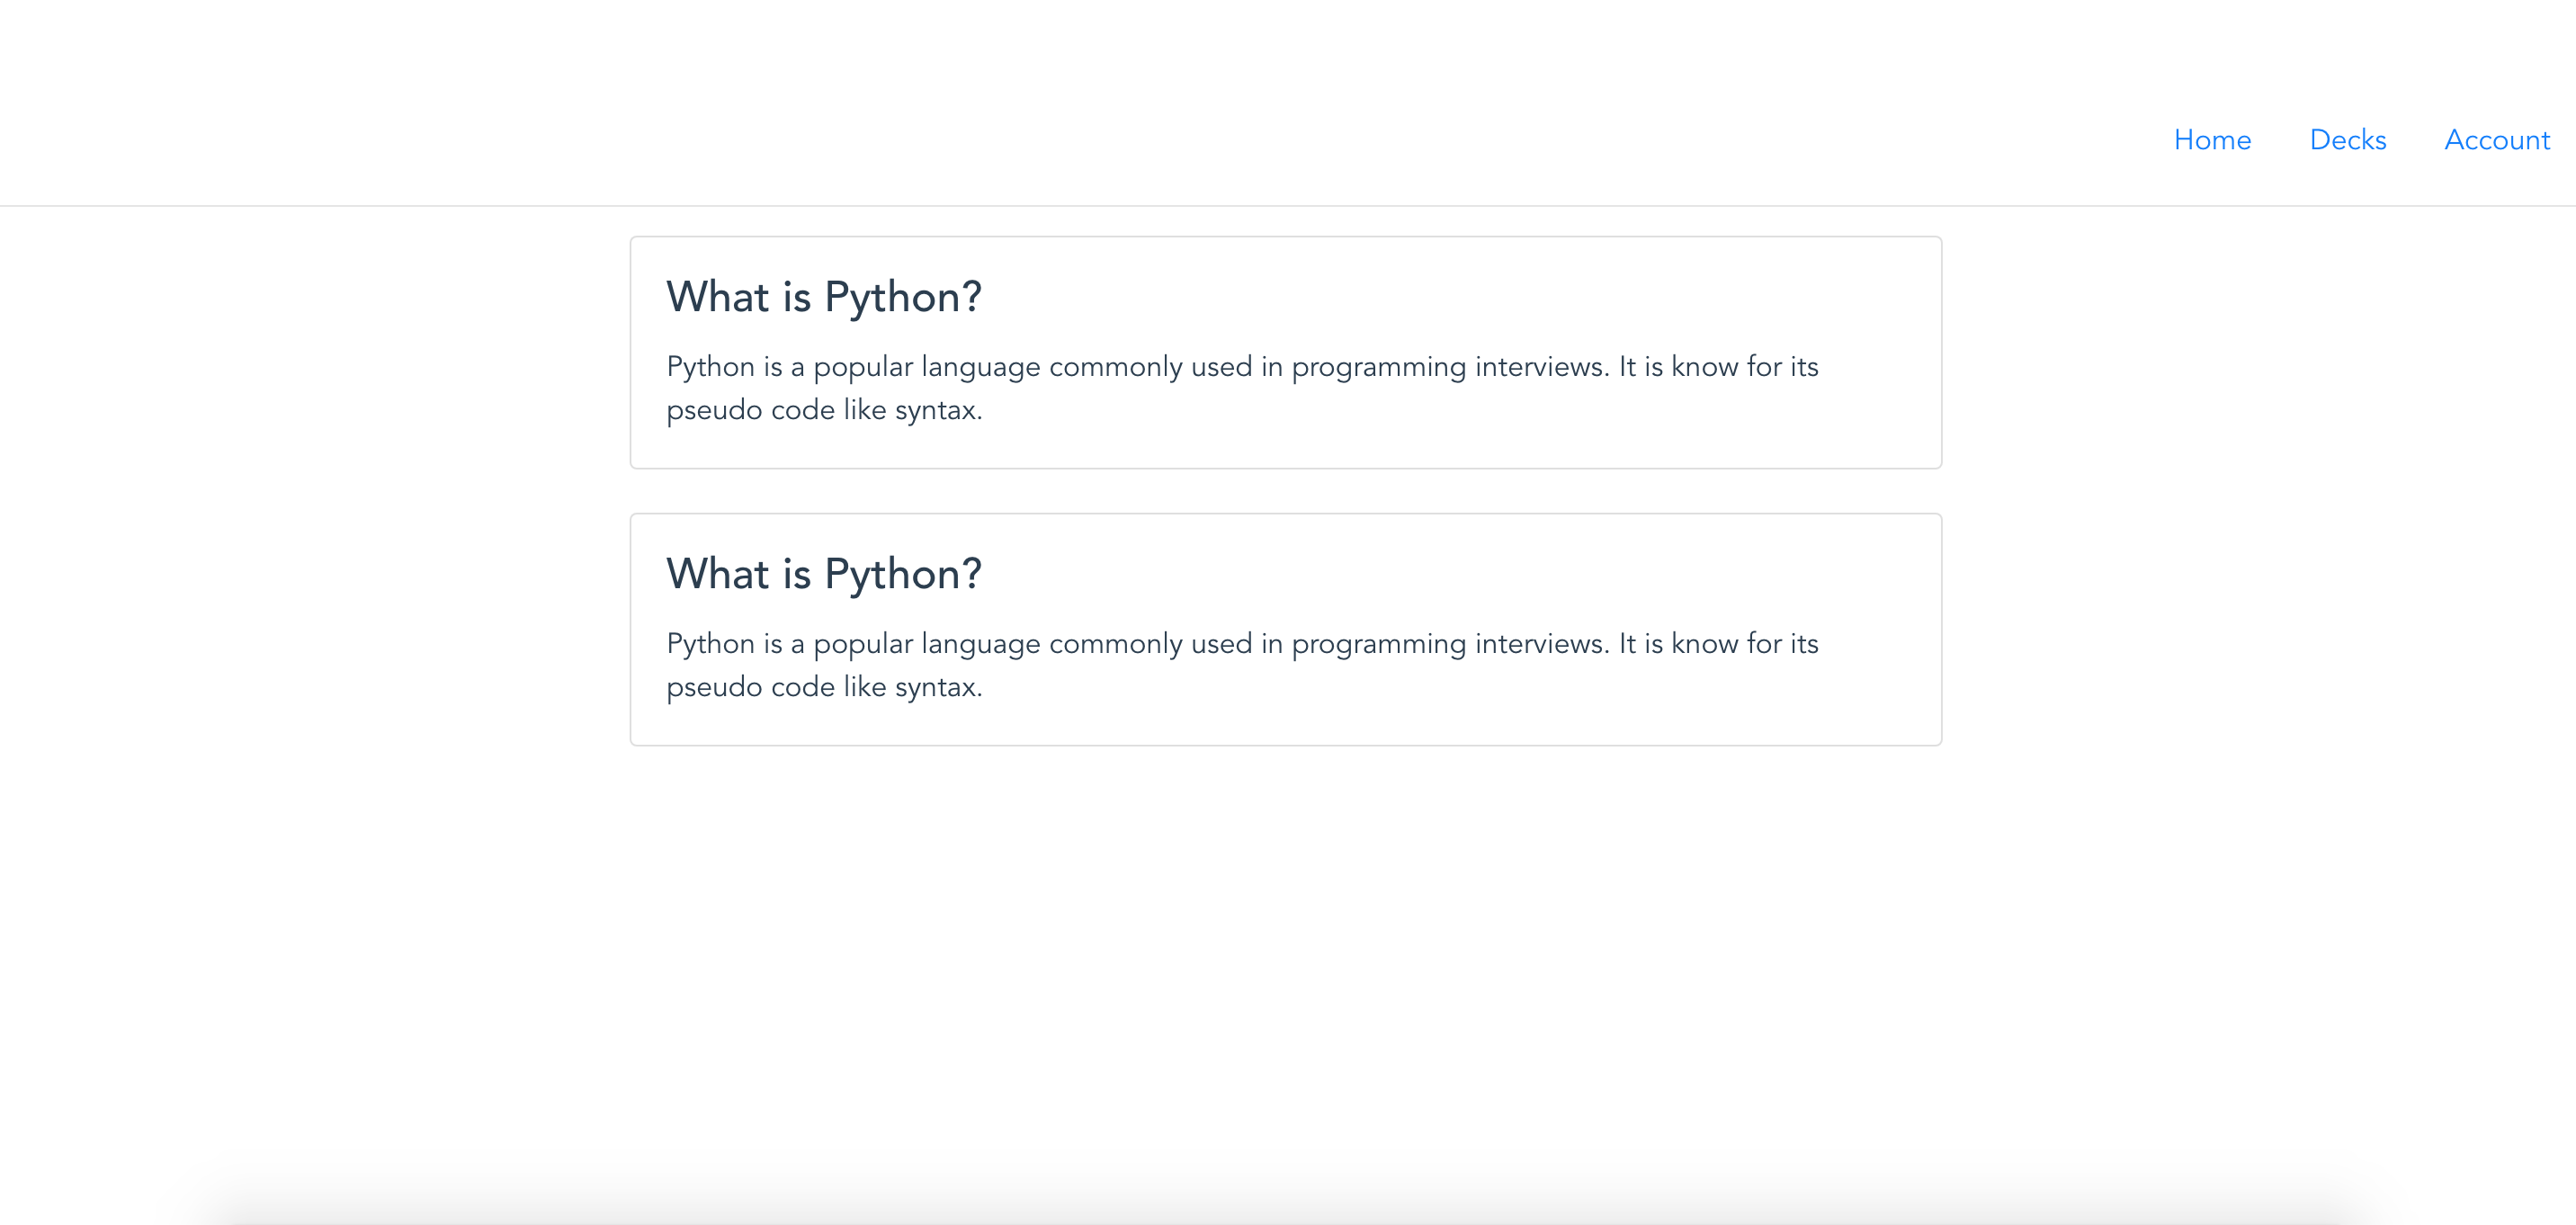 Home Decks Account
What is Python?
Python is a popular language commonly used in programming interviews. It is know for its
pseudo code like syntax.
What is Python?
Python is a popular language commonly used in programming interviews. It is know for its
pseudo code like syntax.